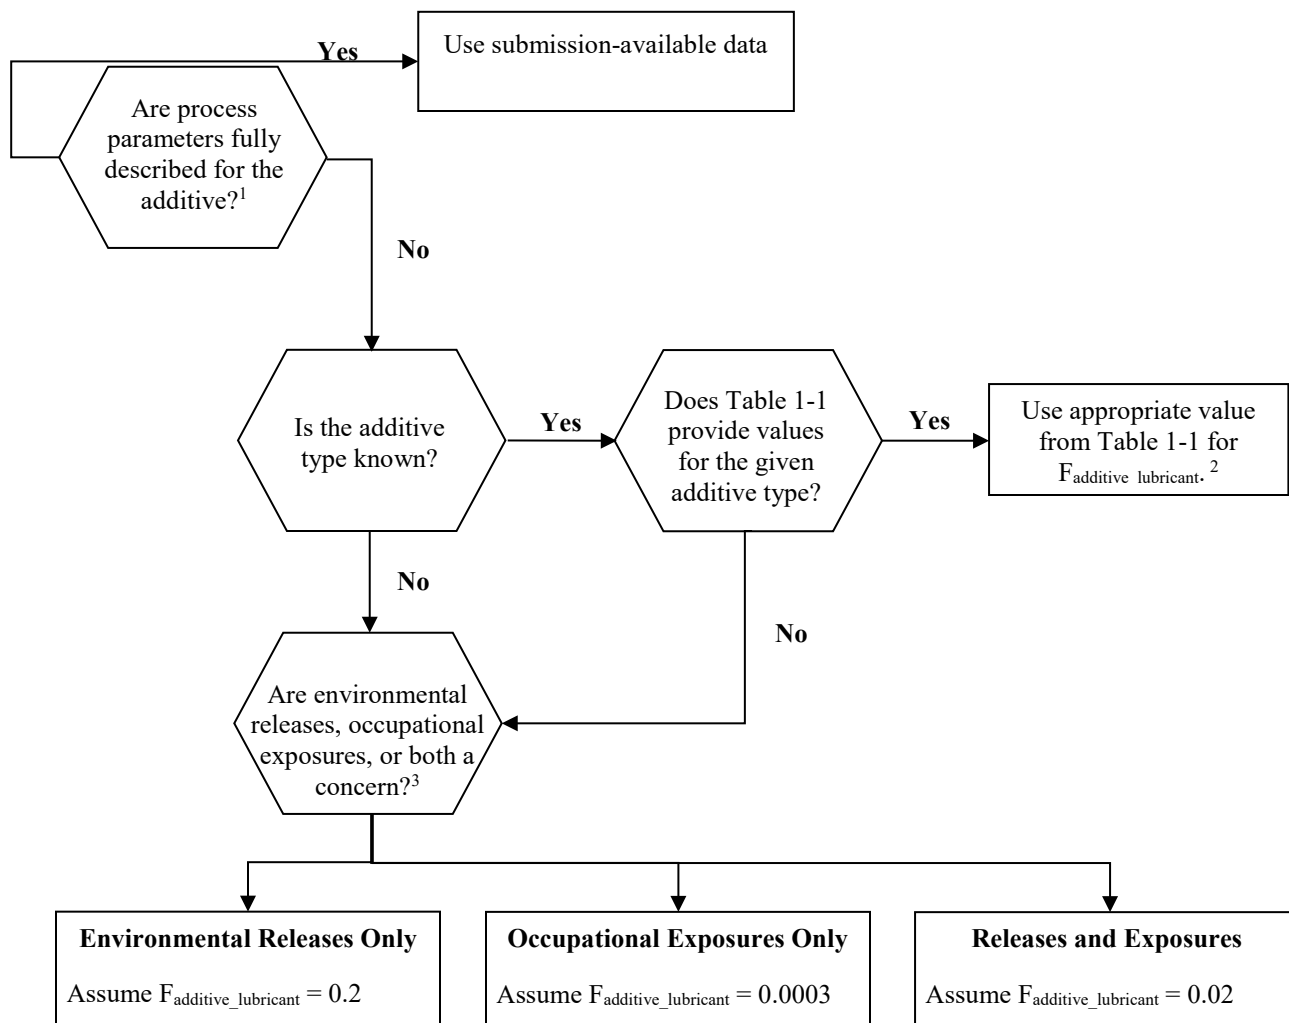 Yes
Use submission-available data
Are process
parameters fully
described for the
additive?1
No
Is the additive
type known?
Yes
Does Table 1-1
provide values
for the given
additive type?
Yes
Use appropriate value
from Table 1-1 for
Fadditive lubricant. 2
No
No
Are environmental
releases, occupational
exposures, or both a
concern?3
Environmental Releases Only
Assume Fadditive_lubricant = 0.2
Occupational Exposures Only
Assume Fadditive_lubricant = 0.0003
Releases and Exposures
Assume Fadditive_lubricant = 0.02